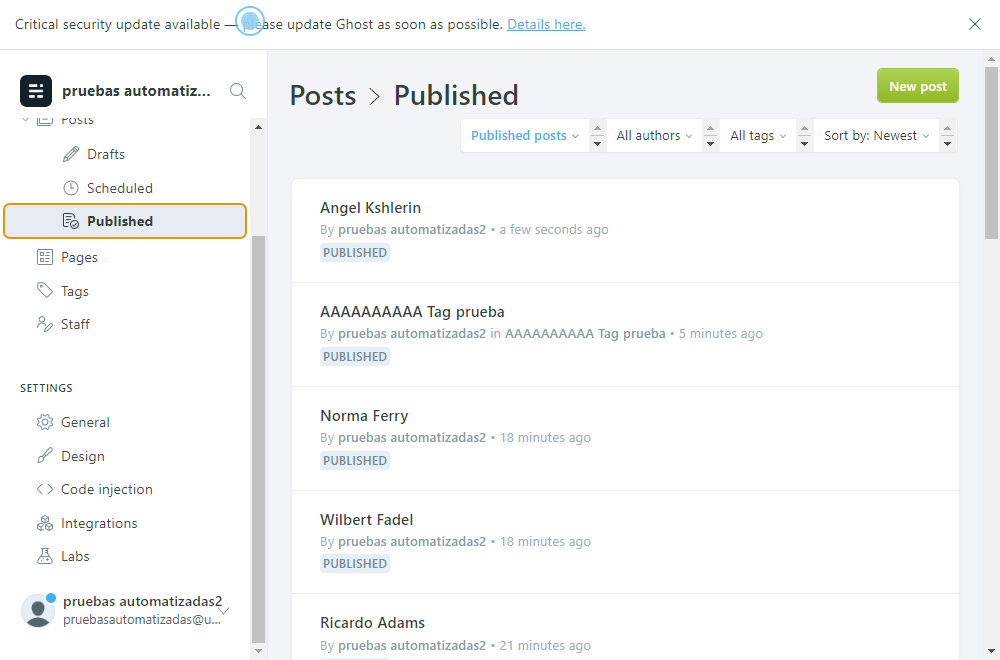 Critical security update available — please update Ghost as soon as possible. Details here.
pruebas automatiz...
Posts
Drafts
Scheduled
Published
Pages
Tags
Staff
SETTINGS
General
Design
Code injection
Integrations
Labs
pruebas automatizadas2
pruebasautomatizadas@u...
Posts > Published
New post
Published posts
All authors
All tags
Sort by: Newest
Angel Kshlerin
By pruebas automatizadas2 • a few seconds ago
PUBLISHED
AAAAAAAAAA Tag prueba
By pruebas automatizadas2 in AAAAAAAAAA Tag prueba • 5 minutes ago
PUBLISHED
Norma Ferry
By pruebas automatizadas2 • 18 minutes ago
PUBLISHED
Wilbert Fadel
By pruebas automatizadas2 • 18 minutes ago
PUBLISHED
Ricardo Adams
By pruebas automatizadas2 • 21 minutes ago